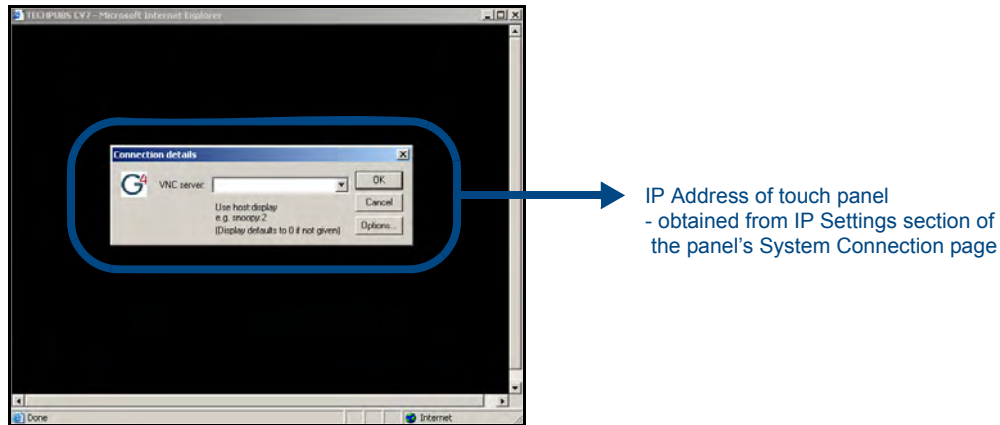 TECHPUBS CV7 - Microsoft Internet Explorer
Connection details
G4
VNC server:
OK
Use host:display
e.g. snoopy:2
(Display defaults to 0 if not given)
Cancel
Options...
IP Address of touch panel
- obtained from IP Settings section of
the panel's System Connection page
Done
Internet